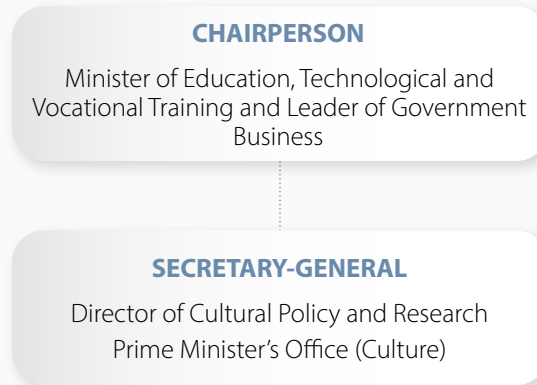 CHAIRPERSON
Minister of Education, Technological and
Vocational Training and Leader of Government
Business
SECRETARY-GENERAL
Director of Cultural Policy and Research
Prime Minister’s Office (Culture)